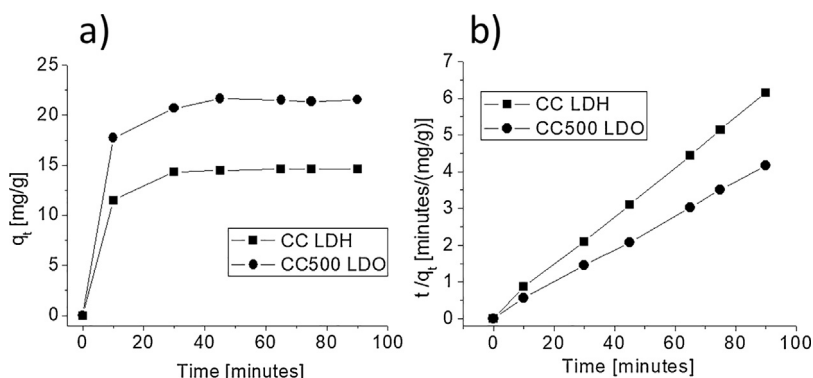 a)
25
20
15
10
5
0
qt [mg/g]
CC LDH
CC500 LDO
0 20 40 60 80 100
Time [minutes]
b)
7
6
5
4
3
2
1
0
t/qt [minutes/(mg/g)]
CC LDH
CC500 LDO
0 20 40 60 80 100
Time [minutes]